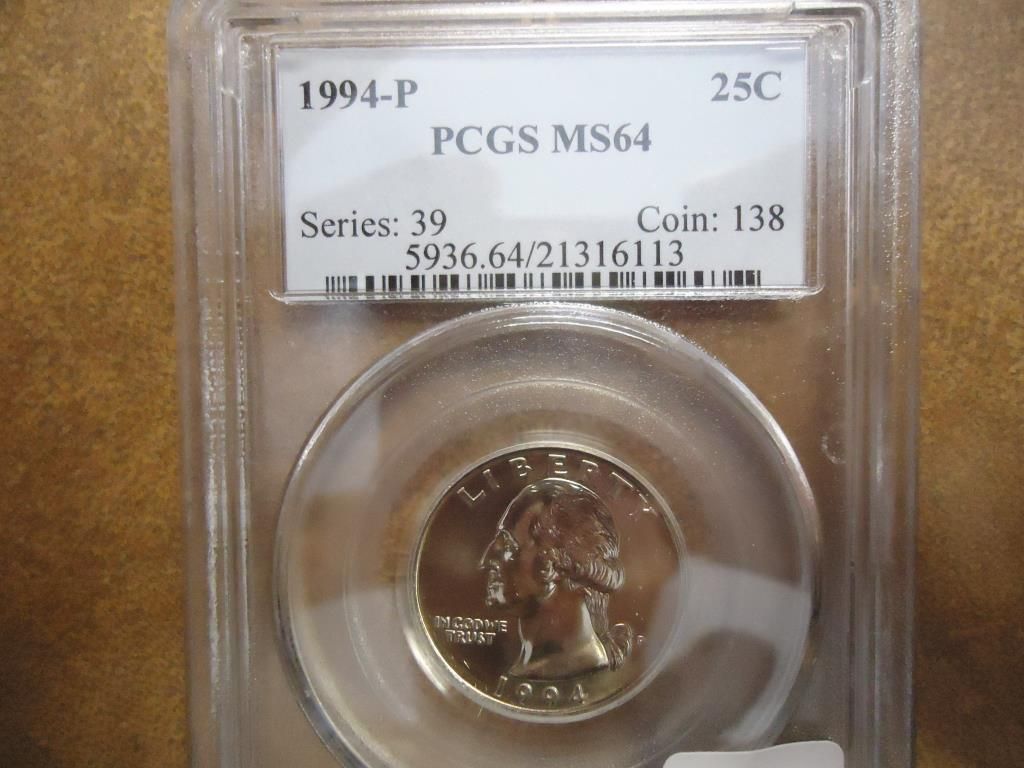 1994-P 25C
PCGS MS64
Series: 39 Coin: 138
5936.64/21316113
LIBERTY
IN GOD WE
TRUST
P
1994